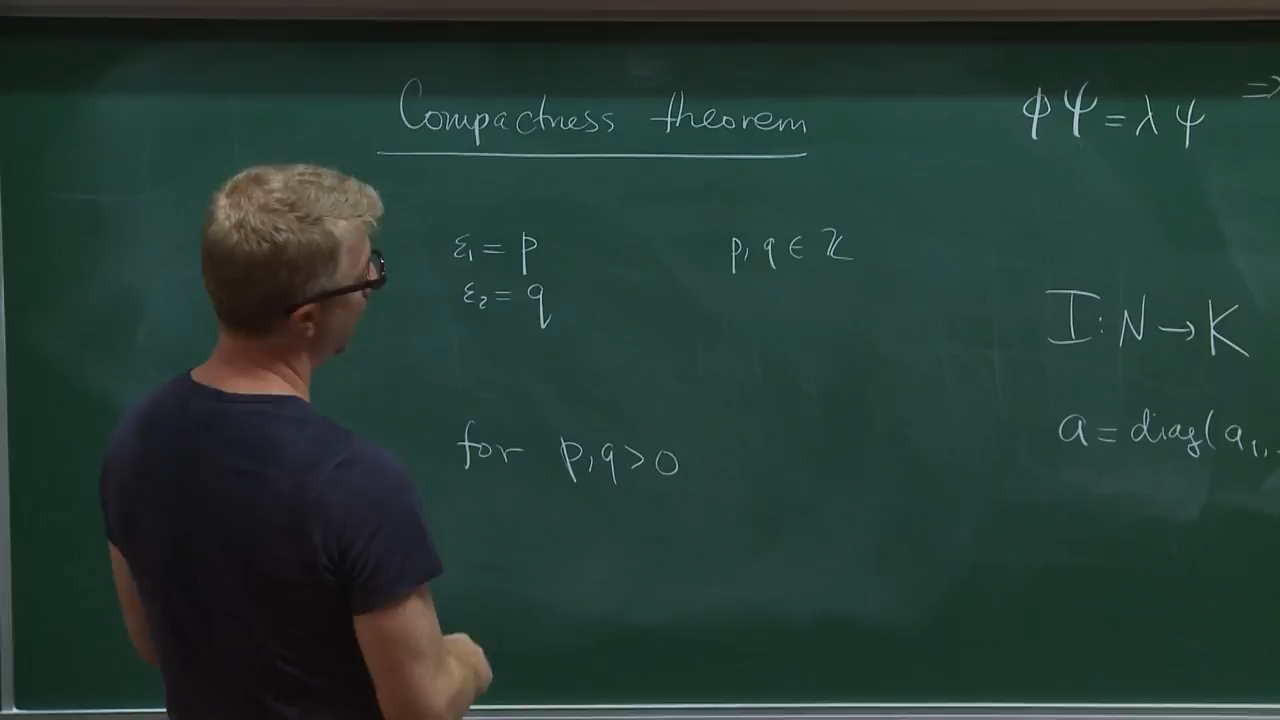 Compactness theorem
ε₁ = p p, q ∈ ℤ
ε₂ = q
for p, q > 0
ϕΨ = λψ ⇒
I : N → K
a = diag(a₁,